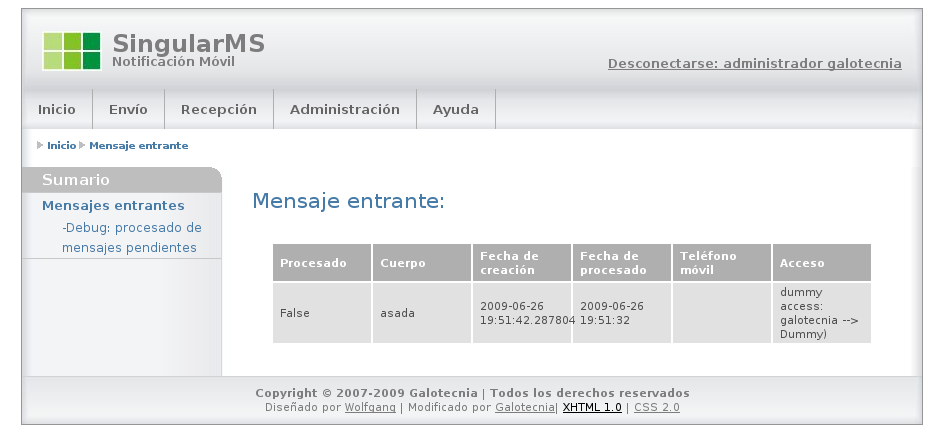 SingularMS
Notificación Móvil
Desconectarse: administrador galotecnia
Inicio Envío Recepción Administración Ayuda
Inicio Mensaje entrante
Sumario
Mensajes entrantes
-Debug: procesado de
mensajes pendientes
Mensaje entrante:
Procesado Cuerpo Fecha de creación Fecha de procesado Teléfono móvil Acceso
False asada 2009-06-26 19:51:42.287804 2009-06-26 19:51:32 dummy access: galotecnia --> Dummy)
Copyright © 2007-2009 Galotecnia | Todos los derechos reservados
Diseñado por Wolfgang | Modificado por Galotecnia| XHTML 1.0 | CSS 2.0